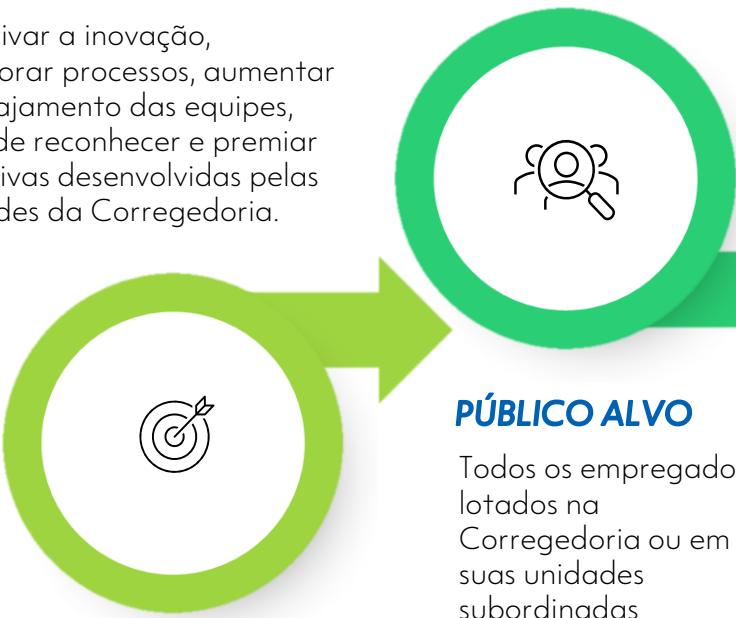 ivar a inovação,
orar processos, aumentar
ajamento das equipes,
de reconhecer e premiar
ivas desenvolvidas pelas
des da Corregedoria.
PÚBLICO ALVO
Todos os empregado
lotados na
Corregedoria ou em
suas unidades
subordinadas